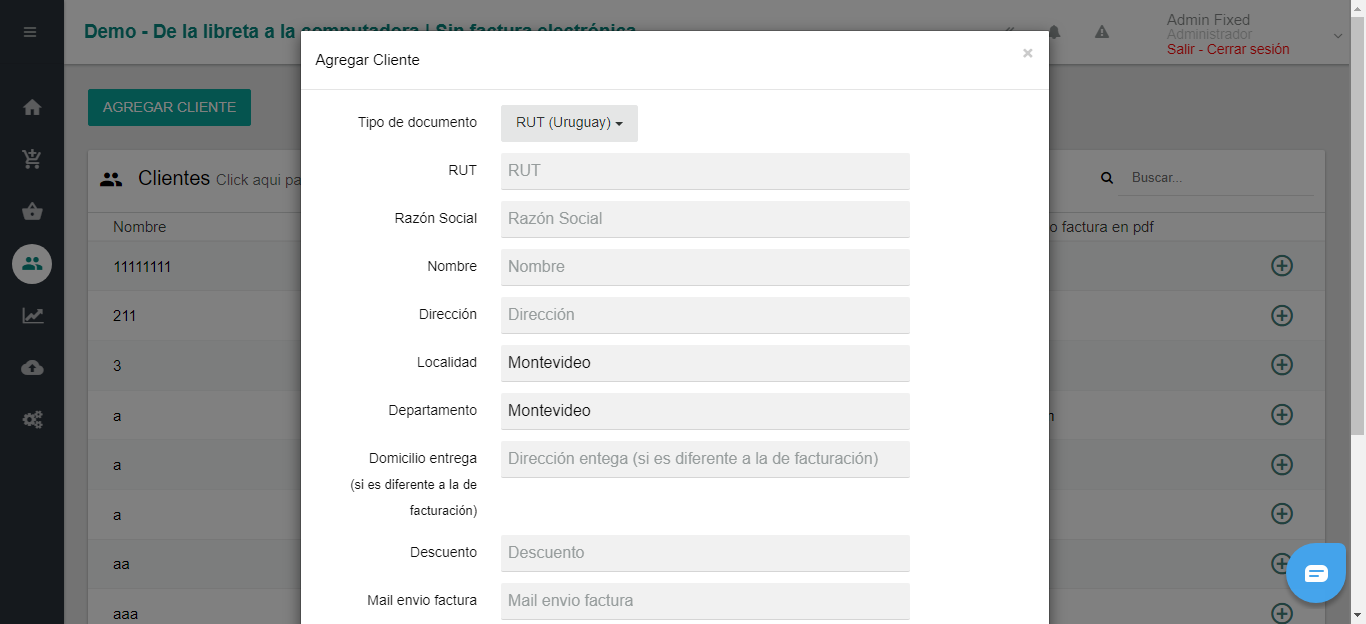 Demo - De la libreta a la computadora | Sin factura electrónica
Admin Fixed
Administrador
Salir - Cerrar sesión
AGREGAR CLIENTE
Agregar Cliente
×
Tipo de documento
RUT (Uruguay)
RUT
RUT
Razón Social
Razón Social
Nombre
Nombre
Dirección
Dirección
Localidad
Montevideo
Departamento
Montevideo
Domicilio entrega
(si es diferente a la de
facturación)
Dirección entega (si es diferente a la de facturación)
Descuento
Descuento
Mail envio factura
Mail envio factura
Clientes Click aqui pa
Buscar...
Nombre
o factura en pdf
11111111
211
3
a
a
a
aa
aaa